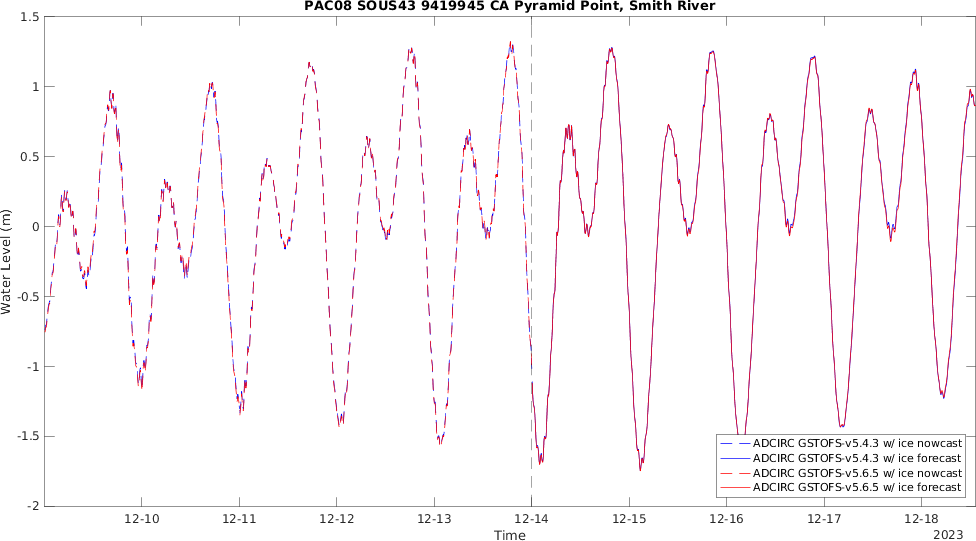 PAC08 SOUS43 9419945 CA Pyramid Point, Smith River
1.5
1
0.5
0
-0.5
-1
-1.5
-2
Water Level (m)
12-10
12-11
12-12
12-13
12-14
12-15
12-16
12-17
12-18
Time
2023
ADCIRC GSTOFS-v5.4.3 w/ ice nowcast
ADCIRC GSTOFS-v5.4.3 w/ ice forecast
ADCIRC GSTOFS-v5.6.5 w/ ice nowcast
ADCIRC GSTOFS-v5.6.5 w/ ice forecast